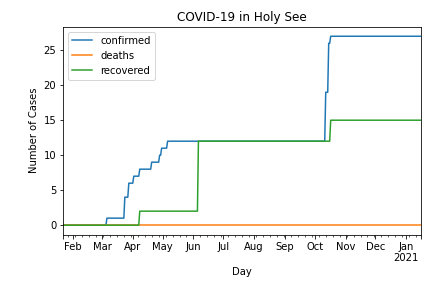 COVID-19 in Holy See
confirmed
deaths
recovered
Number of Cases
25
20
15
10
5
0
Feb Mar Apr May Jun Jul Aug Sep Oct Nov Dec Jan
2021
Day